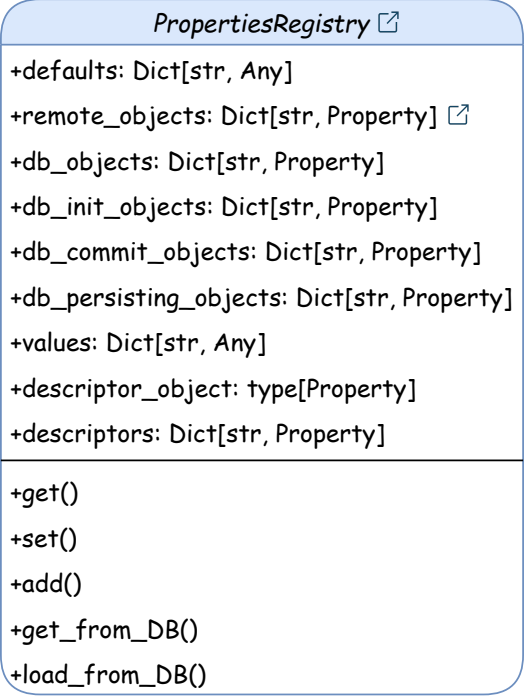 PropertiesRegistry
+defaults: Dict[str, Any]
+remote_objects: Dict[str, Property]
+db_objects: Dict[str, Property]
+db_init_objects: Dict[str, Property]
+db_commit_objects: Dict[str, Property]
+db_persisting_objects: Dict[str, Property]
+values: Dict[str, Any]
+descriptor_object: type[Property]
+descriptors: Dict[str, Property]
+get()
+set()
+add()
+get_from_DB()
+load_from_DB()